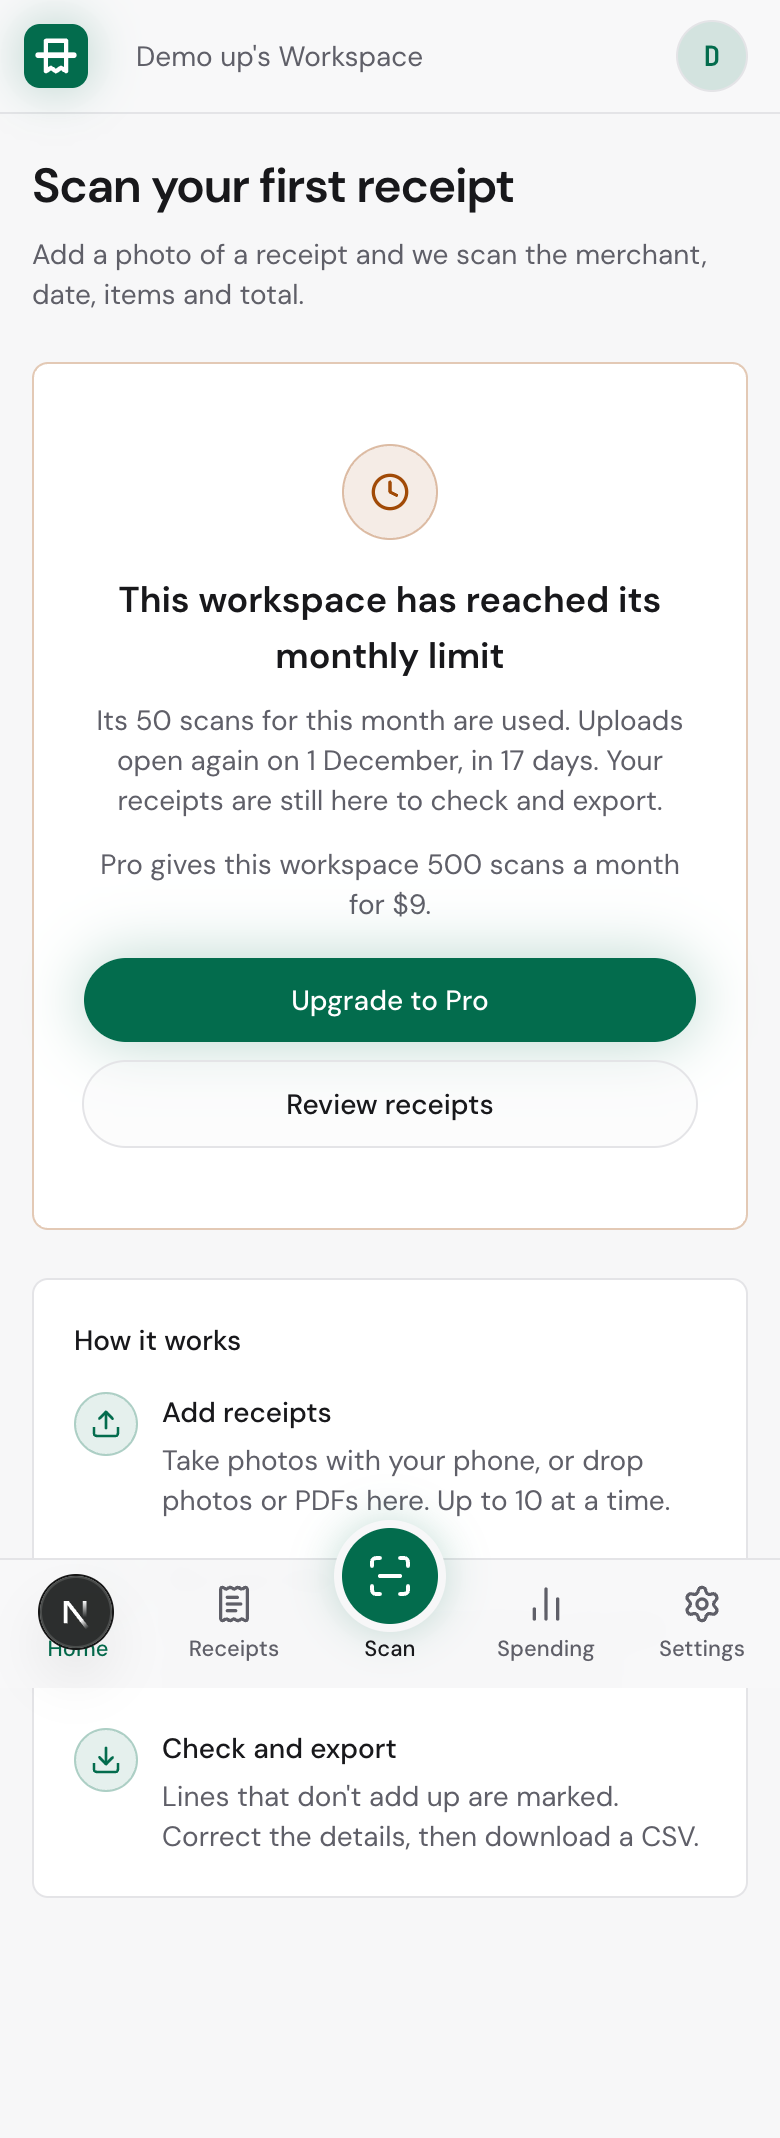 Demo up's Workspace
D
Scan your first receipt
Add a photo of a receipt and we scan the merchant,
date, items and total.
This workspace has reached its
monthly limit
Its 50 scans for this month are used. Uploads
open again on 1 December, in 17 days. Your
receipts are still here to check and export.
Pro gives this workspace 500 scans a month
for $9.
Upgrade to Pro
Review receipts
How it works
Add receipts
Take photos with your phone, or drop
photos or PDFs here. Up to 10 at a time.
N
Home
Receipts
Scan
Spending
Settings
Check and export
Lines that don't add up are marked.
Correct the details, then download a CSV.